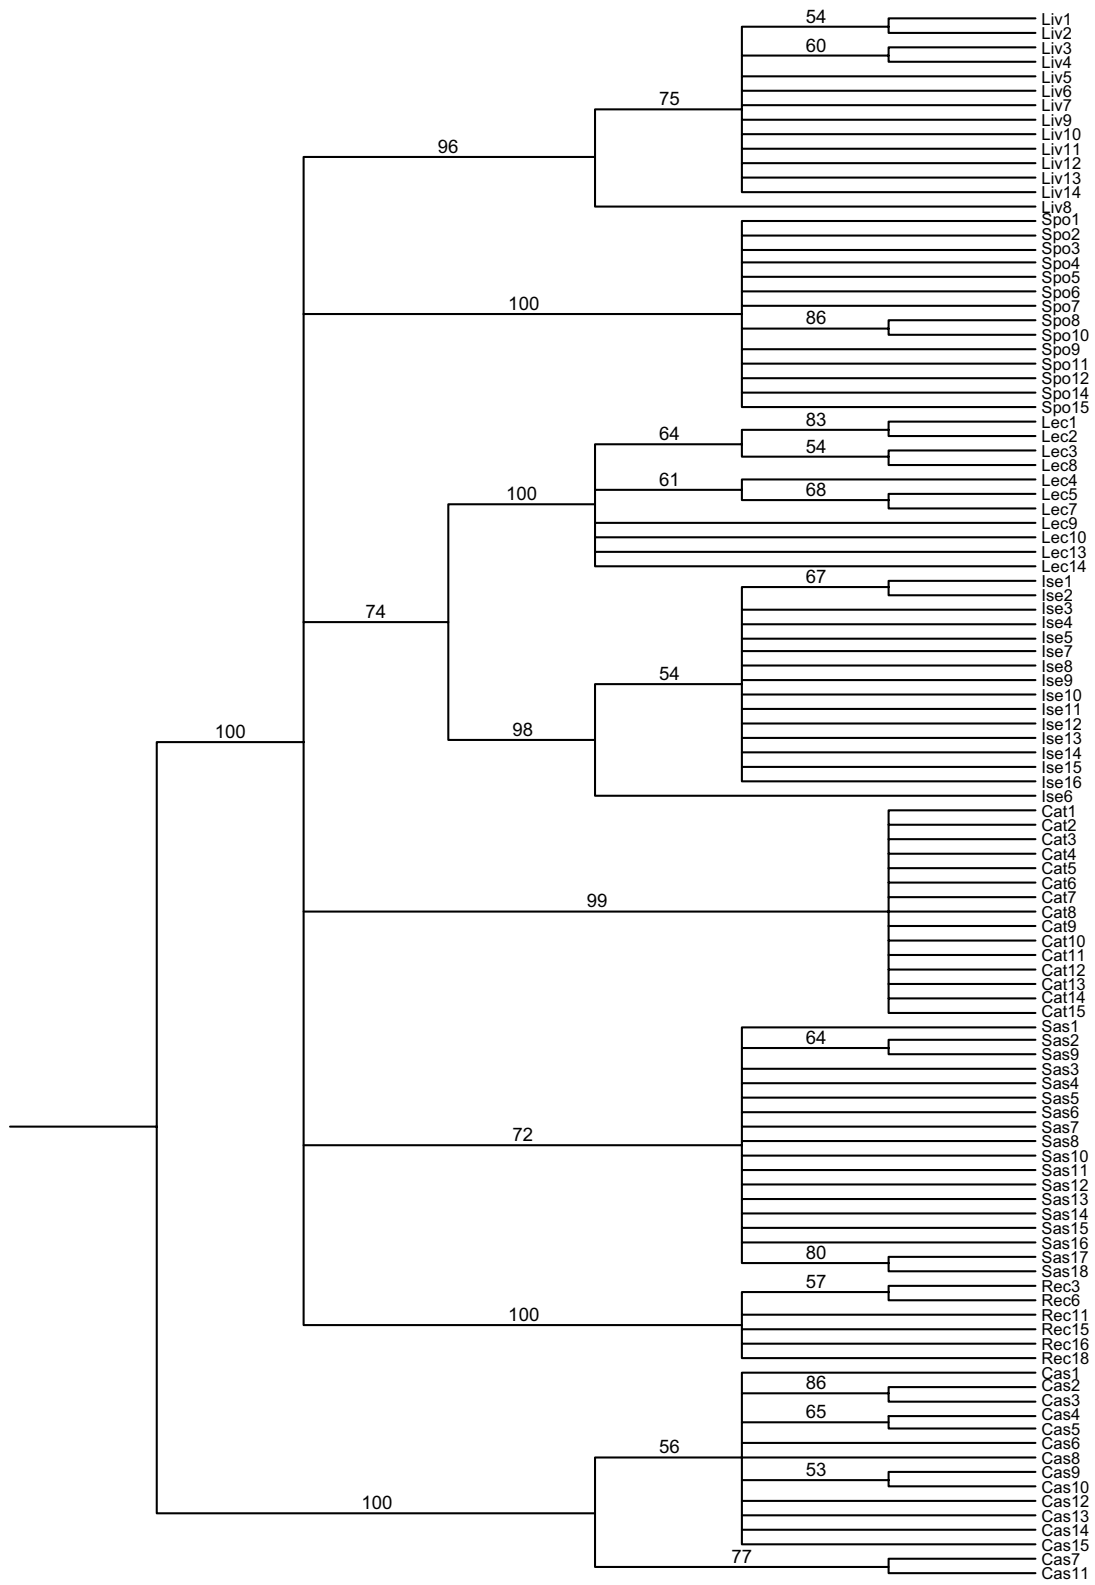 54
Liv1
Liv2
60
Liv3
Liv4
Liv5
Liv6
75
Liv7
Liv9
Liv10
Liv11
96
Liv12
Liv13
Liv14
Liv8
Spo1
Spo2
Spo3
Spo4
Spo5
Spo6
100
Spo7
86
Spo8
Spo10
Spo9
Spo11
Spo12
Spo14
Spo15
83
Lec1
64
Lec2
54
Lec3
Lec8
61
Lec4
68
Lec5
100
Lec7
Lec9
Lec10
Lec13
Lec14
67
Ise1
Ise2
74
Ise3
Ise4
Ise5
Ise7
Ise8
54
Ise9
Ise10
Ise11
100
98
Ise12
Ise13
Ise14
Ise15
Ise16
Ise6
Cat1
Cat2
Cat3
Cat4
Cat5
Cat6
99
Cat7
Cat8
Cat9
Cat10
Cat11
Cat12
Cat13
Cat14
Cat15
Sas1
64
Sas2
Sas9
Sas3
Sas4
Sas5
Sas6
72
Sas7
Sas8
Sas10
Sas11
Sas12
Sas13
Sas14
Sas15
Sas16
80
Sas17
Sas18
57
Rec3
Rec6
100
Rec11
Rec15
Rec16
Rec18
Cas1
86
Cas2
Cas3
65
Cas4
Cas5
56
Cas6
Cas8
53
Cas9
Cas10
100
Cas12
Cas13
Cas14
Cas15
77
Cas7
Cas11